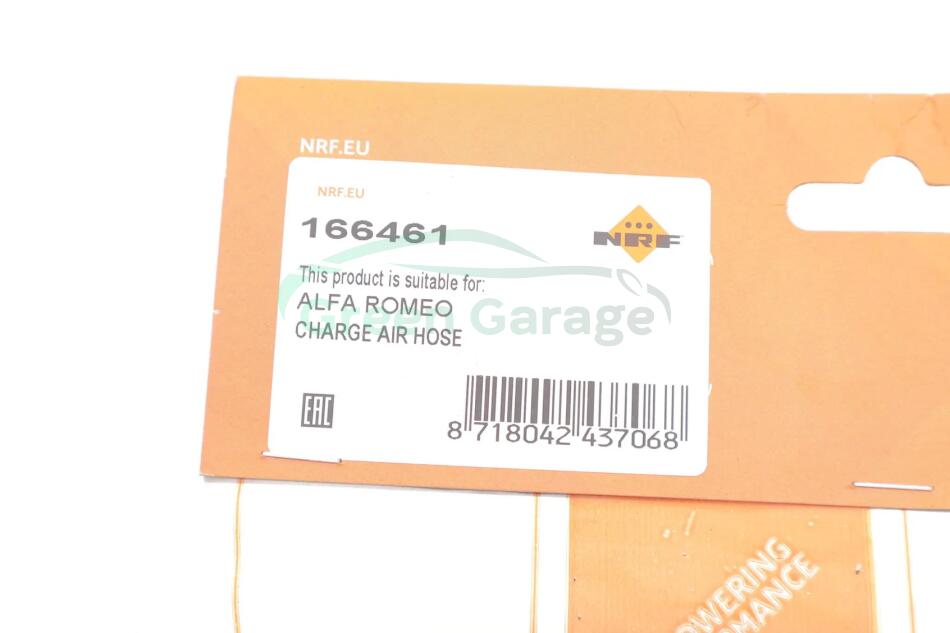 NRF.EU
NRF.EU
166461
NRF
This product is suitable for:
ALFA ROMEO
Green Garage
CHARGE AIR HOSE
EAC
8 718042 437068